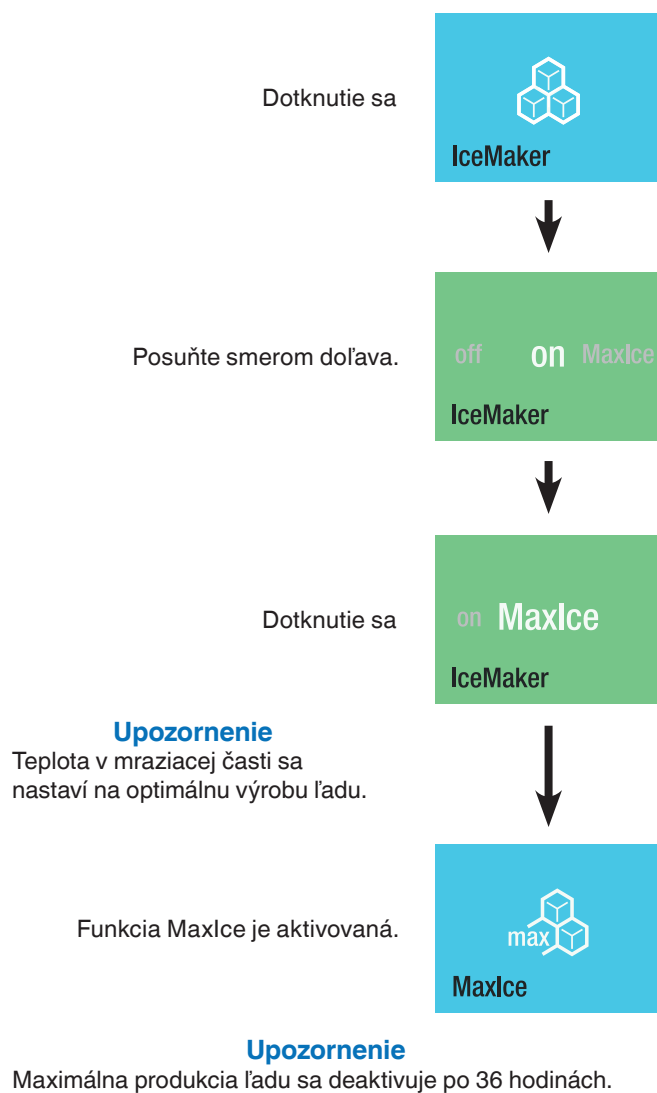 Dotknutie sa
IceMaker
Posuňte smerom doľava.
off on MaxIce
IceMaker
Dotknutie sa
on MaxIce
IceMaker
Upozornenie
Teplota v mraziacej časti sa
nastaví na optimálnu výrobu ľadu.
Funkcia MaxIce je aktivovaná.
max
MaxIce
Upozornenie
Maximálna produkcia ľadu sa deaktivuje po 36 hodinách.